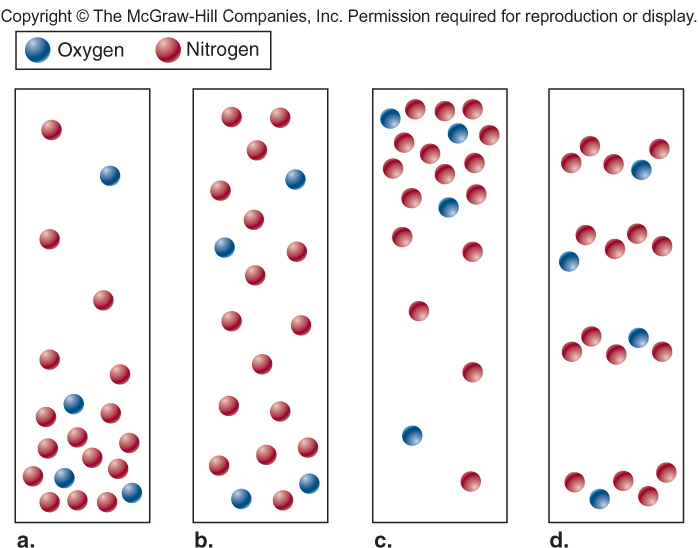 Copyright © The McGraw-Hill Companies, Inc. Permission required for reproduction or display.
Oxygen Nitrogen
a. b. c. d.